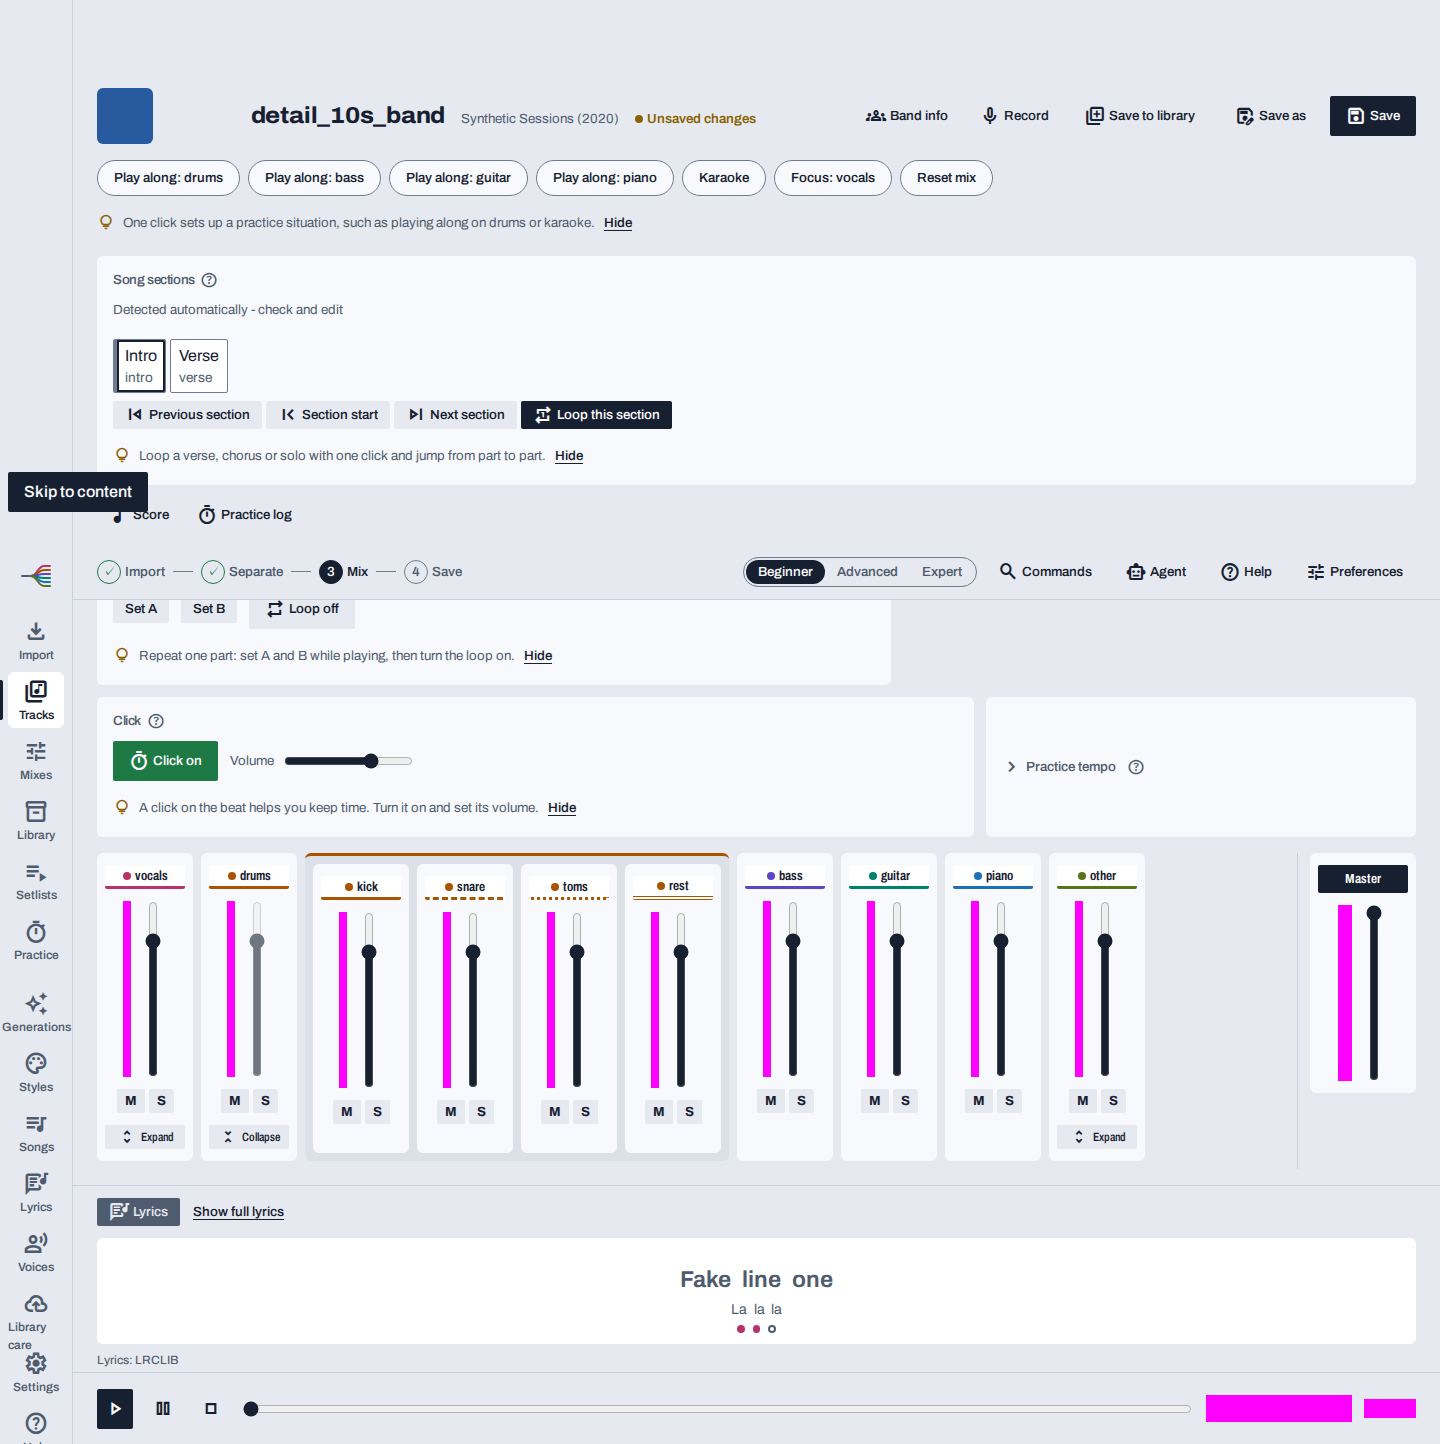 detail_10s_band
Synthetic Sessions (2020)
Unsaved changes
Band info
Record
Save to library
Save as
Save
Play along: drums
Play along: bass
Play along: guitar
Play along: piano
Karaoke
Focus: vocals
Reset mix
One click sets up a practice situation, such as playing along on drums or karaoke. Hide
Song sections
Detected automatically - check and edit
Intro
intro
Verse
verse
Previous section
Section start
Next section
Loop this section
Loop a verse, chorus or solo with one click and jump from part to part. Hide
Skip to content
Score
Practice log
Import
Separate
3 Mix
4 Save
Beginner
Advanced
Expert
Commands
Agent
Help
Preferences
Set A
Set B
Loop off
Repeat one part: set A and B while playing, then turn the loop on. Hide
Import
Tracks
Mixes
Library
Setlists
Practice
Generations
Styles
Songs
Lyrics
Voices
Library
care
Settings
Click
Click on
Volume
A click on the beat helps you keep time. Turn it on and set its volume. Hide
Practice tempo
vocals
M S
Expand
drums
M S
Collapse
kick
M S
snare
M S
toms
M S
rest
M S
bass
M S
guitar
M S
piano
M S
other
M S
Expand
Master
Lyrics
Show full lyrics
Fake line one
La la la
Lyrics: LRCLIB